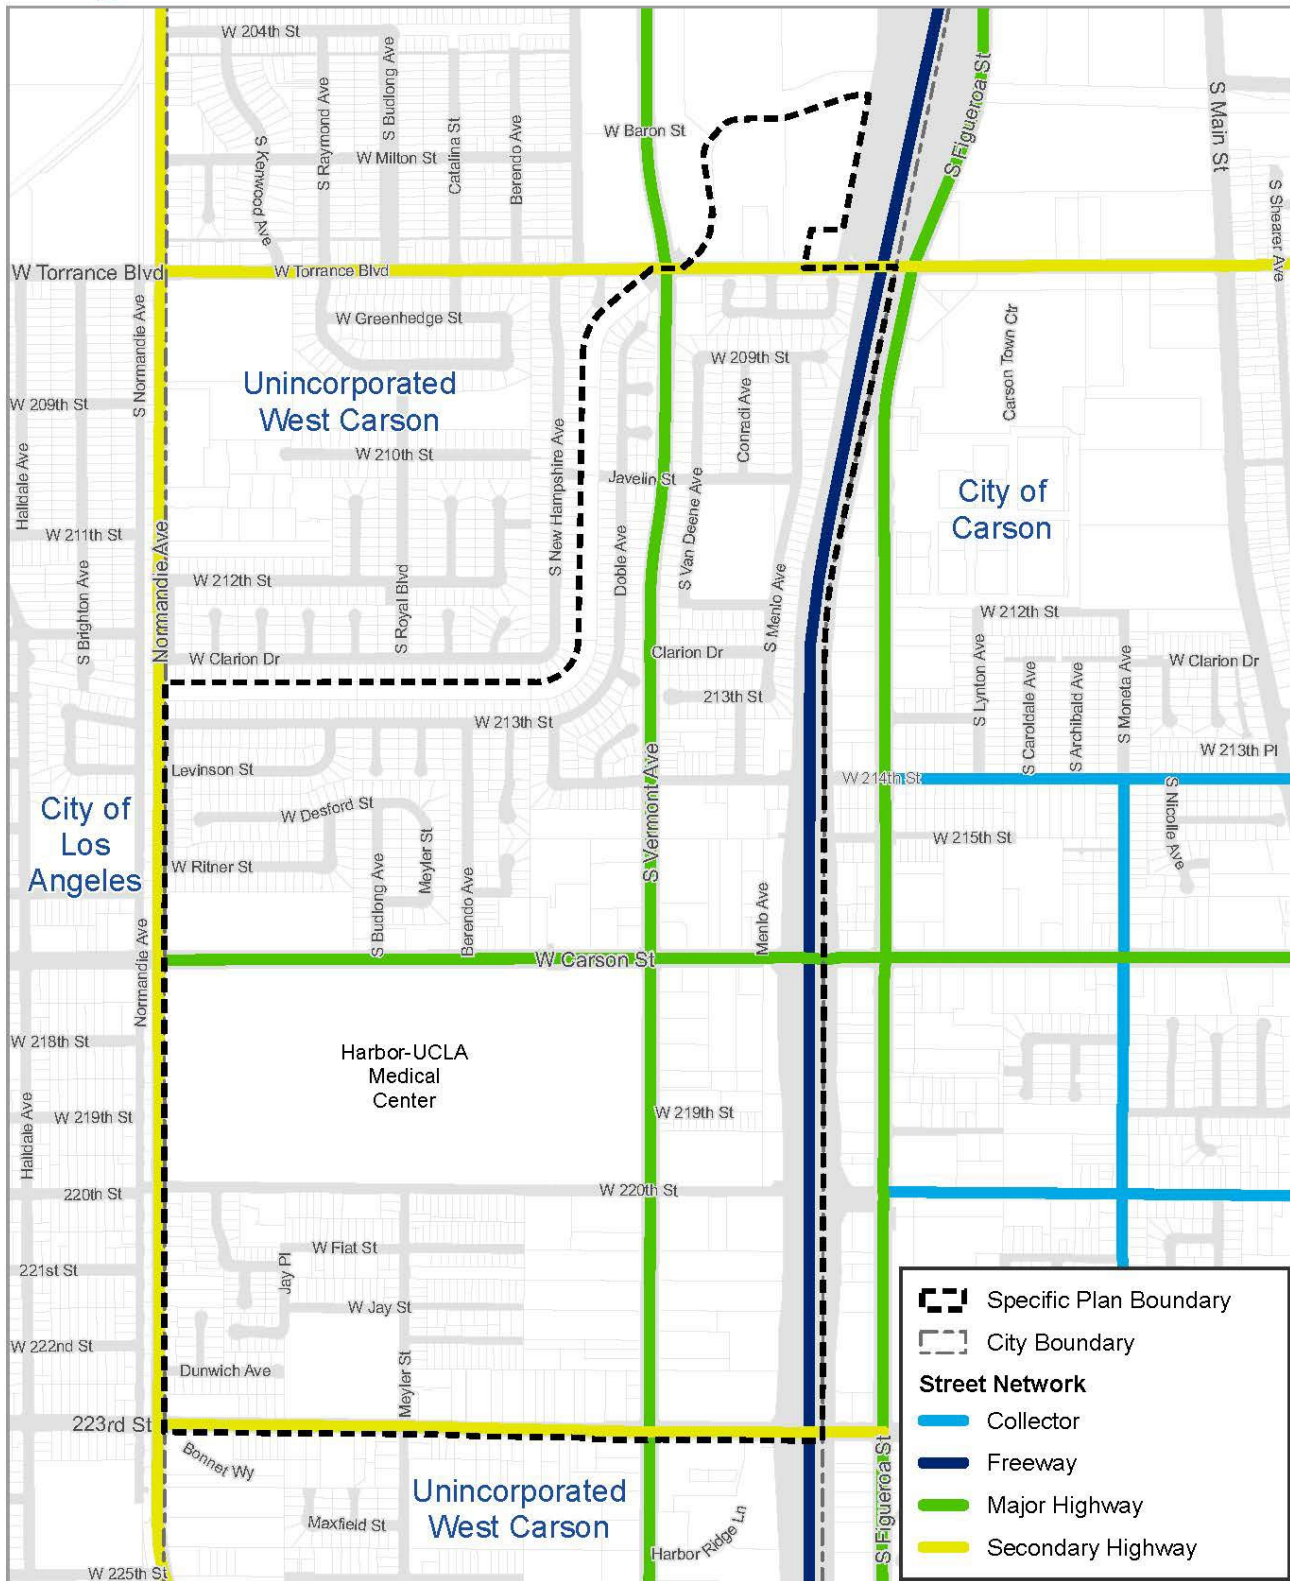 W 204th St
S Budlong Ave
S Raymond Ave
Catalina St
Berendo Ave
S Kenwood Ave
W Milton St
W Baron St
S Figueroa St
S Main St
S Shearer Ave
W Torrance Blvd
W Torrance Blvd
S Normandie Ave
W Greenhedge St
W 209th St
Carson Town Ctr
Unincorporated
West Carson
W 209th St
Conradi Ave
Halldale Ave
W 210th St
S New Hampshire Ave
Javelin St
S Van Deene Ave
City of
Carson
W 211th St
Normandie Ave
Doble Ave
W 212th St
S Royal Blvd
S Brighton Ave
S Menlo Ave
W 212th St
W Clarion Dr
Clarion Dr
W Clarion Dr
S Lynton Ave
S Caroldale Ave
S Archibald Ave
S Moneta Ave
213th St
W 213th St
W 213th Pl
Levinson St
W 214th St
S Vermont Ave
S Nicolle Ave
City of
Los
Angeles
W Desford St
Meyler St
W 215th St
W Ritner St
S Budlong Ave
Berendo Ave
Menlo Ave
Normandie Ave
W Carson St
W 218th St
Harbor-UCLA
Medical
Center
Halldale Ave
W 219th St
W 219th St
220th St
W 220th St
W Fiat St
221st St
Jay Pl
W Jay St
W 222nd St
Dunwich Ave
Meyler St
223rd St
Bonnet Wy
Unincorporated
West Carson
Maxfield St
Harbor Ridge Ln
S Figueroa St
W 225th St
Specific Plan Boundary
City Boundary
Street Network
Collector
Freeway
Major Highway
Secondary Highway